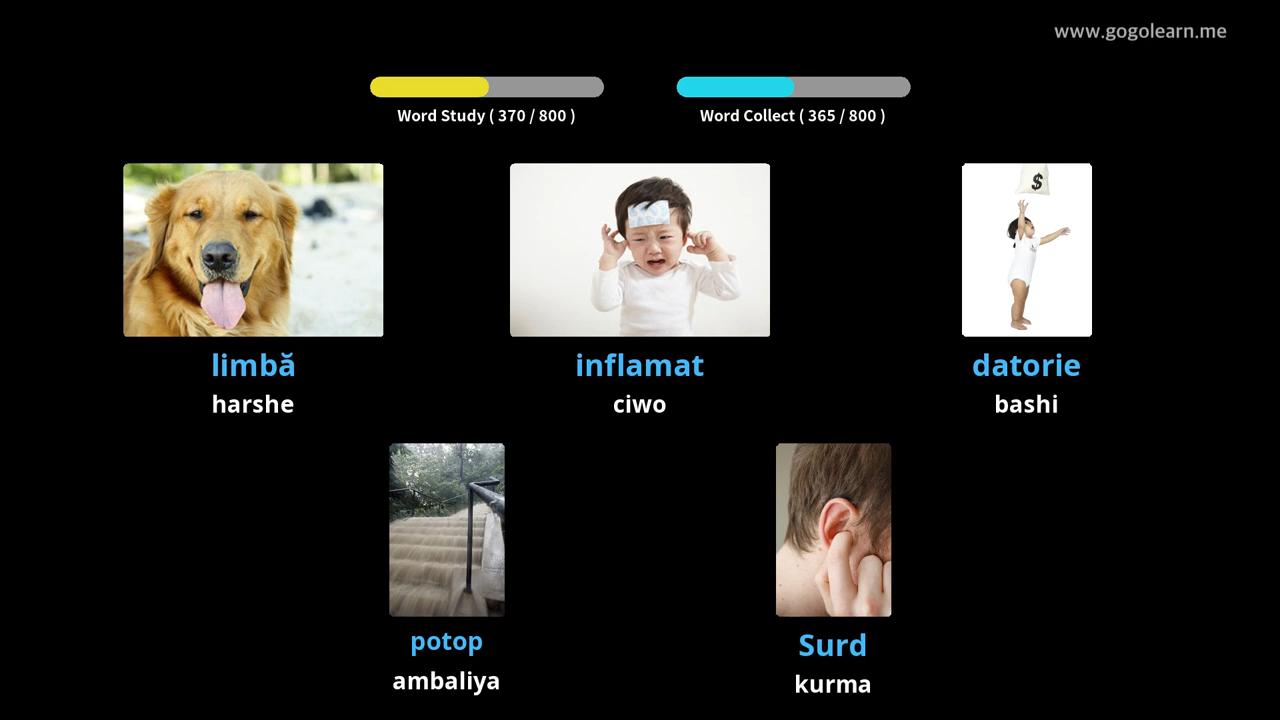 www.gogolearn.me
Word Study ( 370 / 800 )
Word Collect ( 365 / 800 )
$
limbă
harshe
inflamat
ciwo
datorie
bashi
potop
ambaliya
Surd
kurma